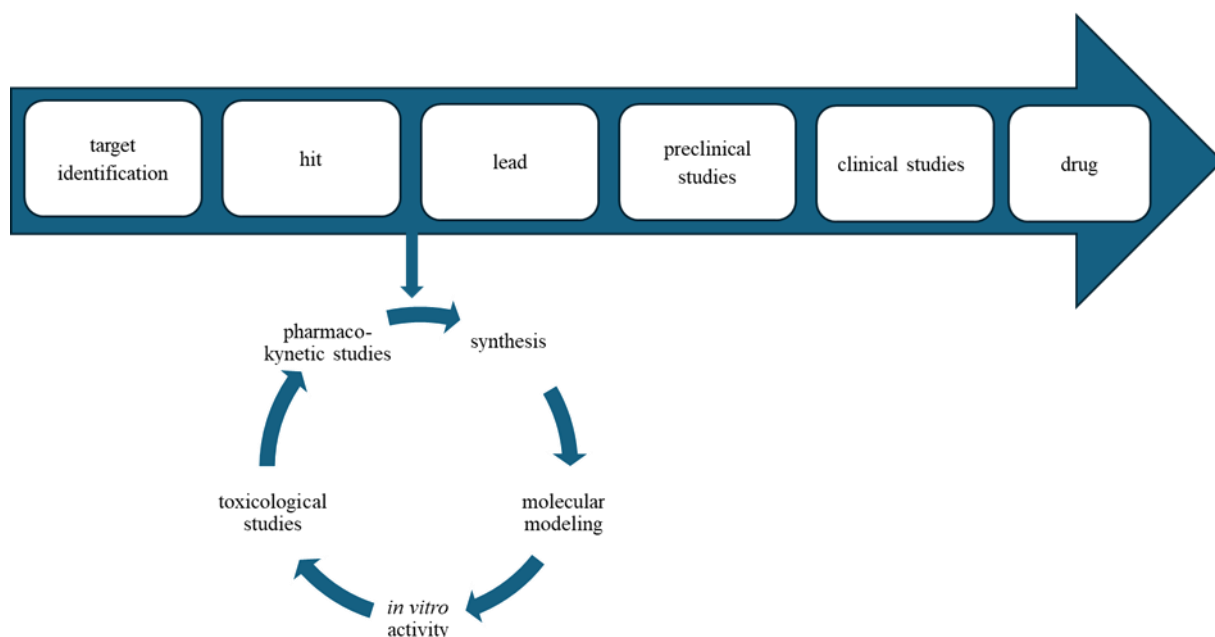 target
identification
hit
lead
preclinical
studies
clinical studies
drug
pharmaco-
kynetic studies
synthesis
toxicological
studies
molecular
modeling
in vitro
activity